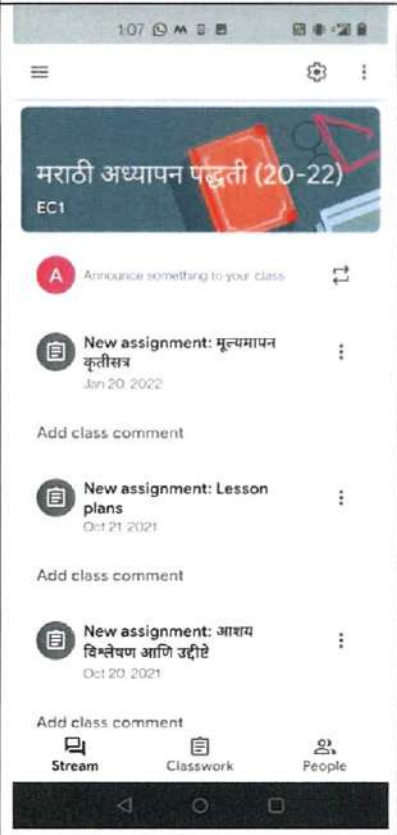 1:07
मराठी अध्यापन पद्धती (20-22)
EC1
A
Announce something to your class
New assignment: मूल्यमापन
कृतीसत्र
Jan 20, 2022
Add class comment
New assignment: Lesson
plans
Oct 21, 2021
Add class comment
New assignment: आशय
विश्लेषण आणि उद्दीष्टे
Oct 20, 2021
Add class comment
Stream
Classwork
People